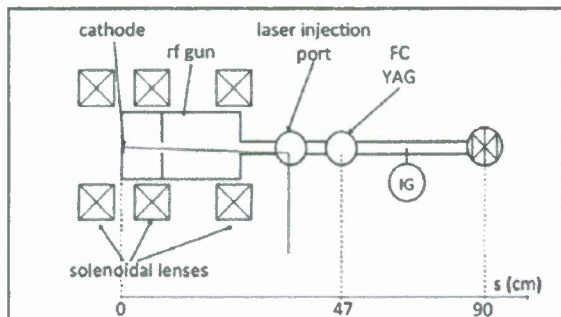 cathode
rf gun
laser injection
port
FC
YAG
IG
solenoidal lenses
s (cm)
0
47
90